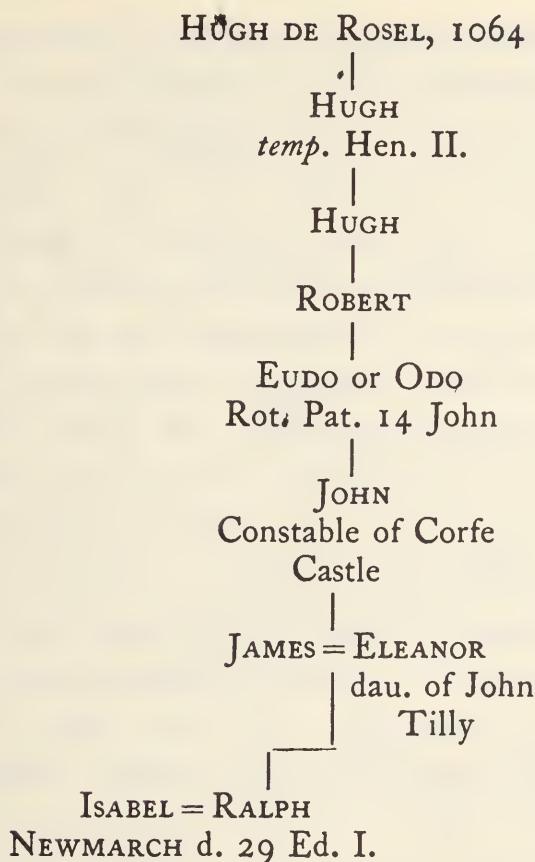 HUGH DE ROSEL, 1064
HUGH
temp. Hen. II.
HUGH
ROBERT
EUDO or ODO
Rot. Pat. 14 John
JOHN
Constable of Corfe
Castle
JAMES = ELEANOR
dau. of John
Tilly
ISABEL = RALPH
NEWMARCH d. 29 Ed. I.